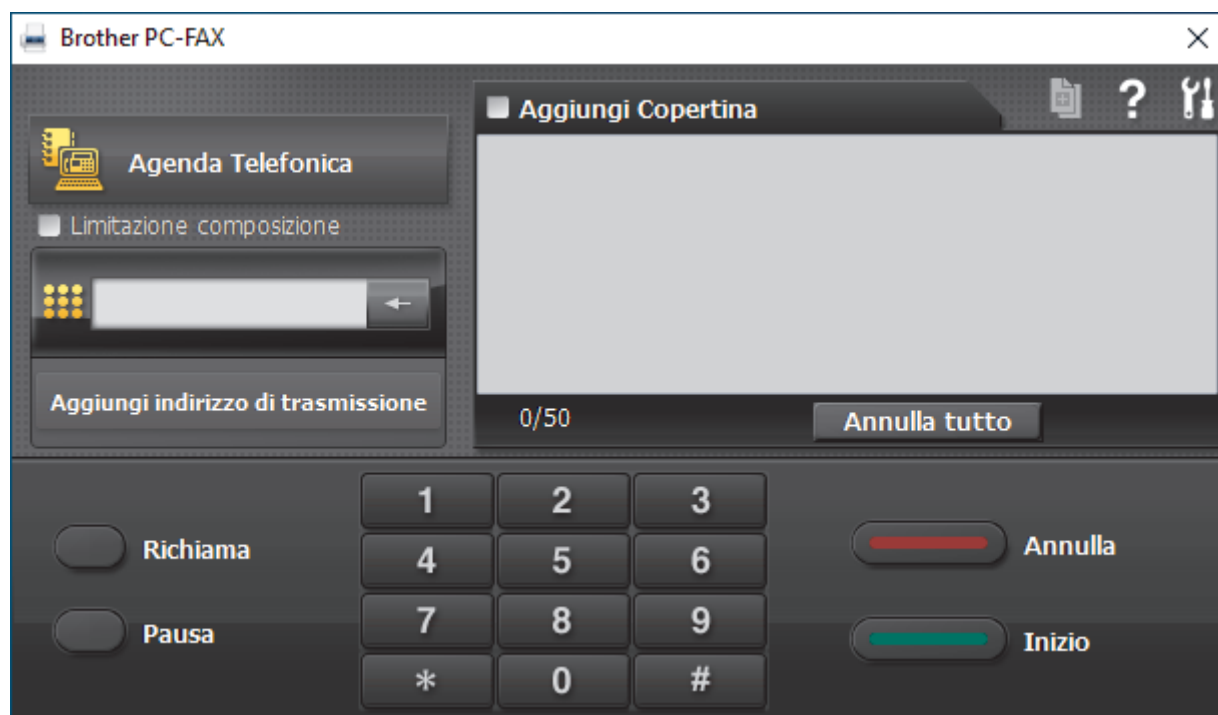 Brother PC-FAX
Aggiungi Copertina
?
Agenda Telefonica
Limitazione composizione
Aggiungi indirizzo di trasmissione
0/50
Annulla tutto
Richiama
Pausa
1 2 3
4 5 6
7 8 9
* 0 #
Annulla
Inizio